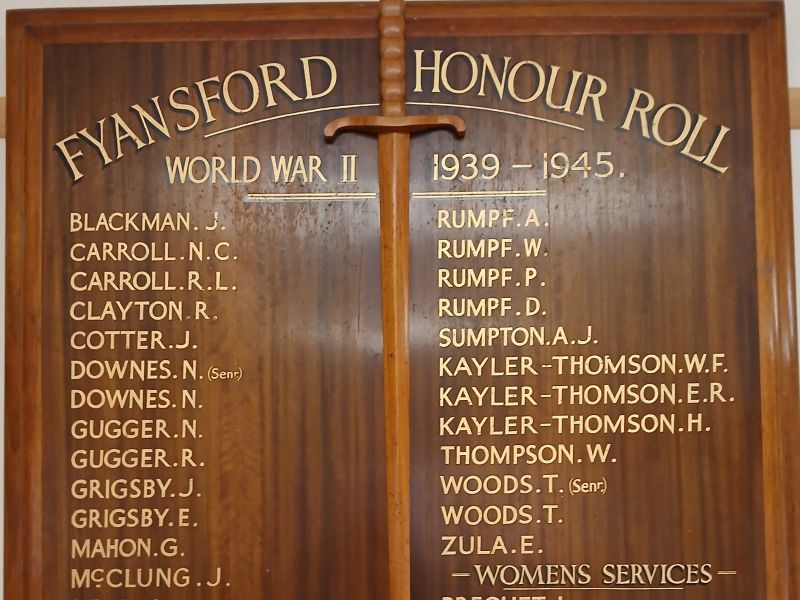 FYANSFORD HONOUR ROLL
WORLD WAR II 1939 – 1945.
BLACKMAN. J.
CARROLL. N. C.
CARROLL. R. L.
CLAYTON. R.
COTTER. J.
DOWNES. N. (Senr)
DOWNES. N.
GUGGER. N.
GUGGER. R.
GRIGSBY. J.
GRIGSBY. E.
MAHON. G.
McCLUNG. J.
RUMPF. A.
RUMPF. W.
RUMPF. P.
RUMPF. D.
SUMPTON. A. J.
KAYLER-THOMSON. W. F.
KAYLER-THOMSON. E. R.
KAYLER-THOMSON. H.
THOMPSON. W.
WOODS. T. (Senr)
WOODS. T.
ZULA. E.
– WOMENS SERVICES –